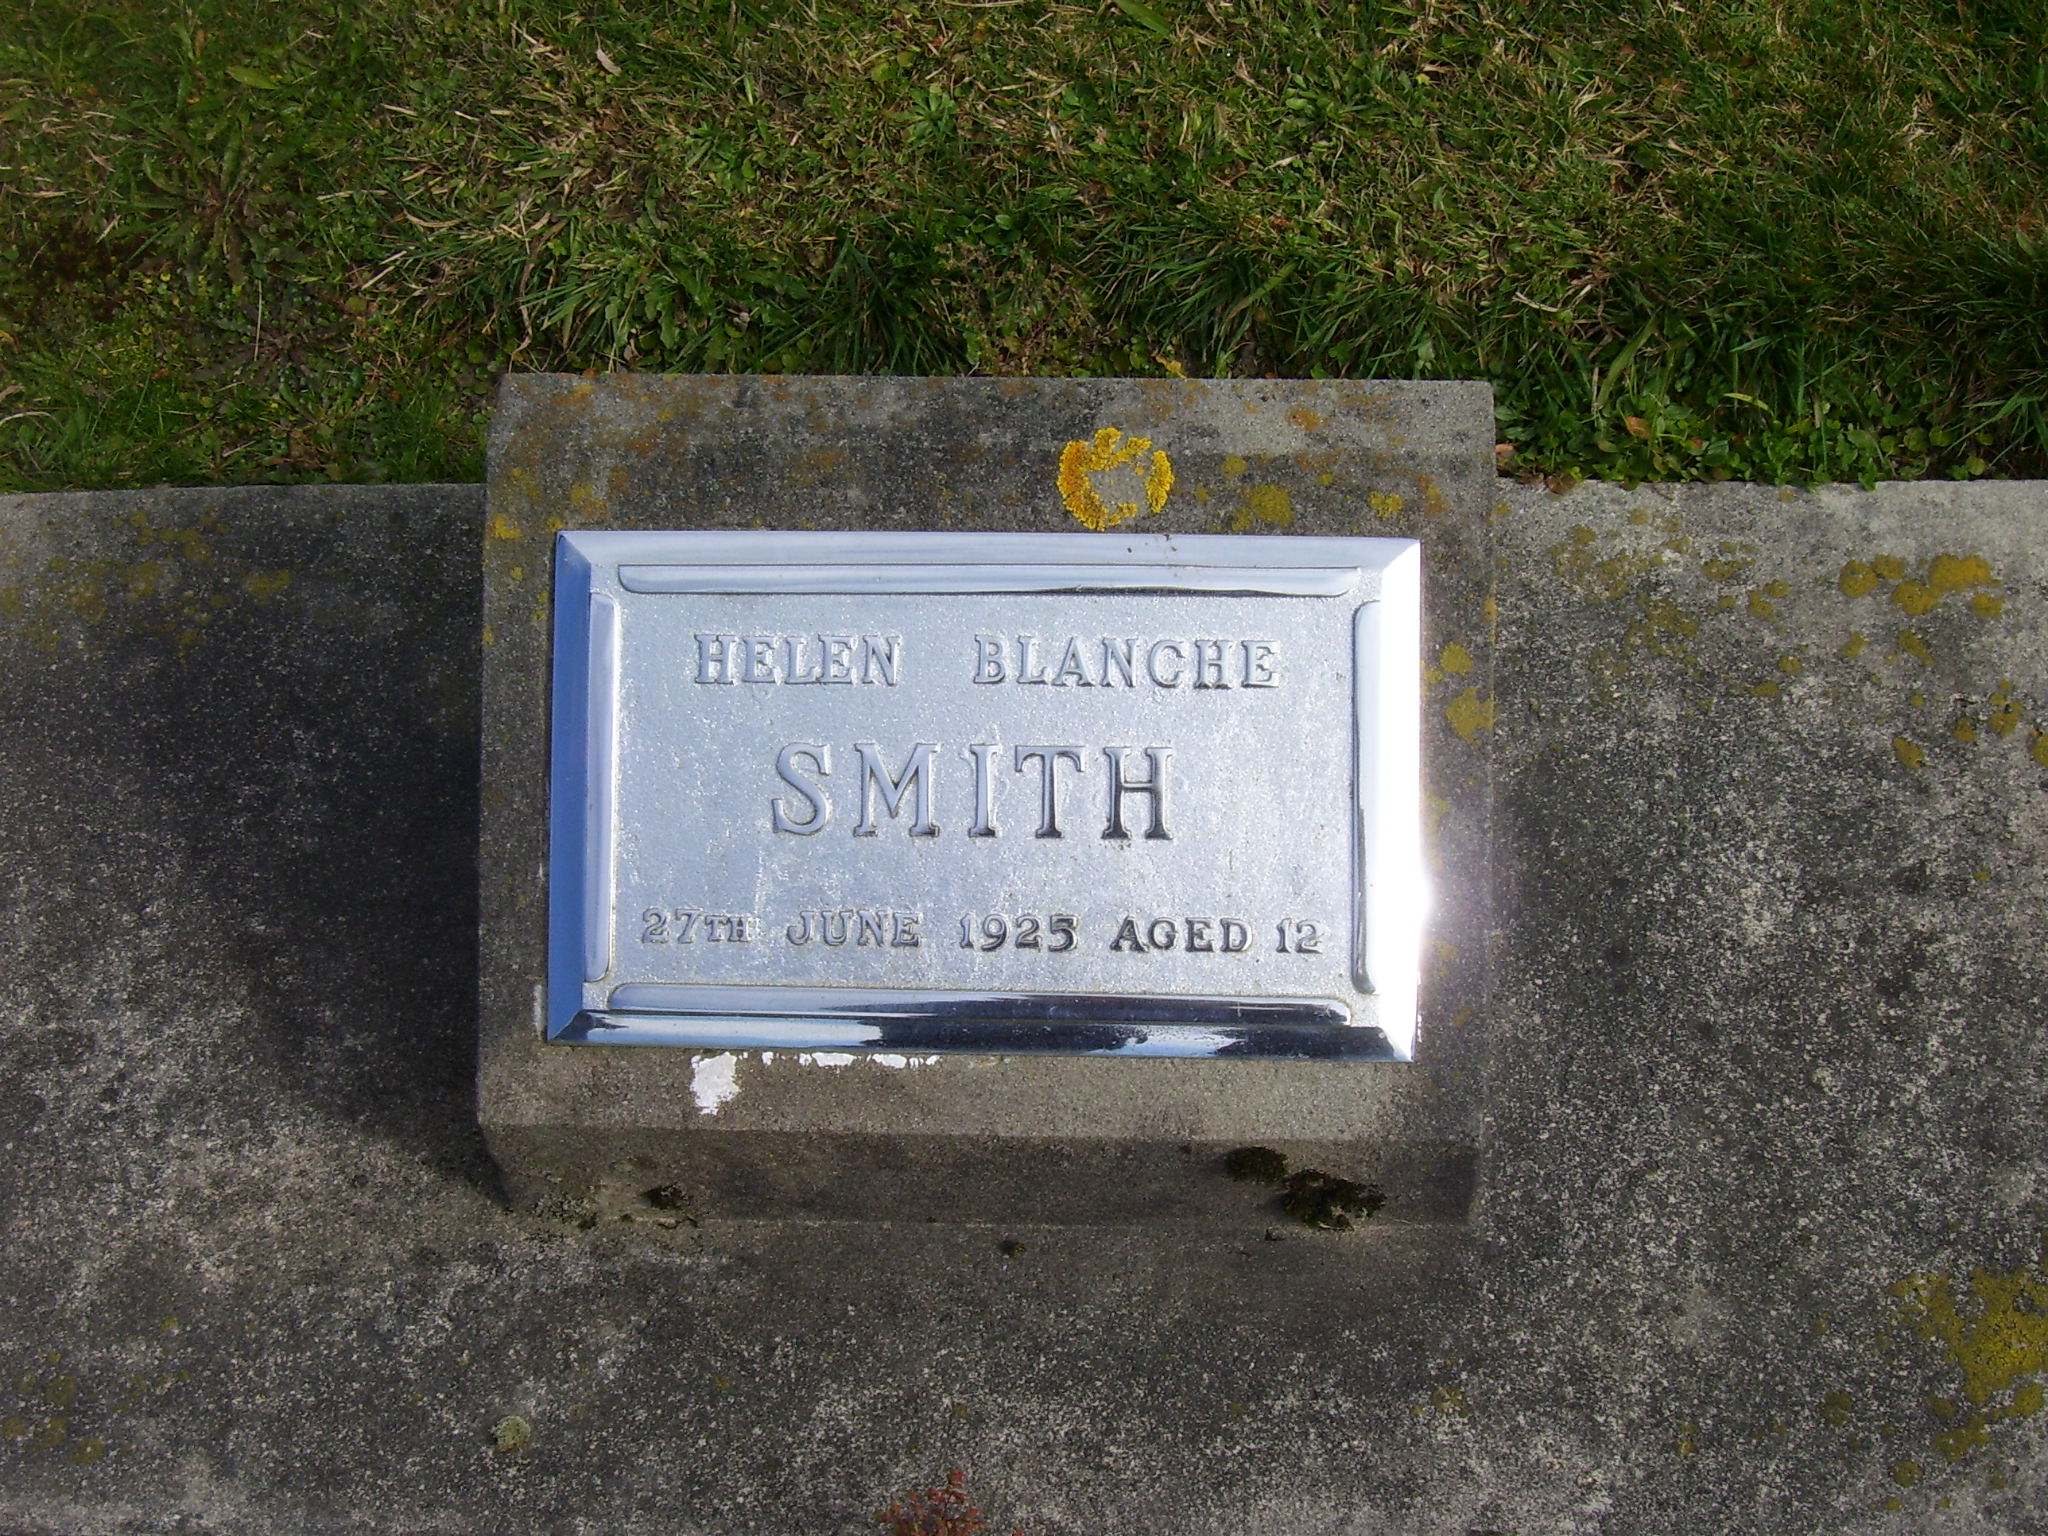 HELEN BLANCHE
SMITH
27TH JUNE 1925 AGED 12